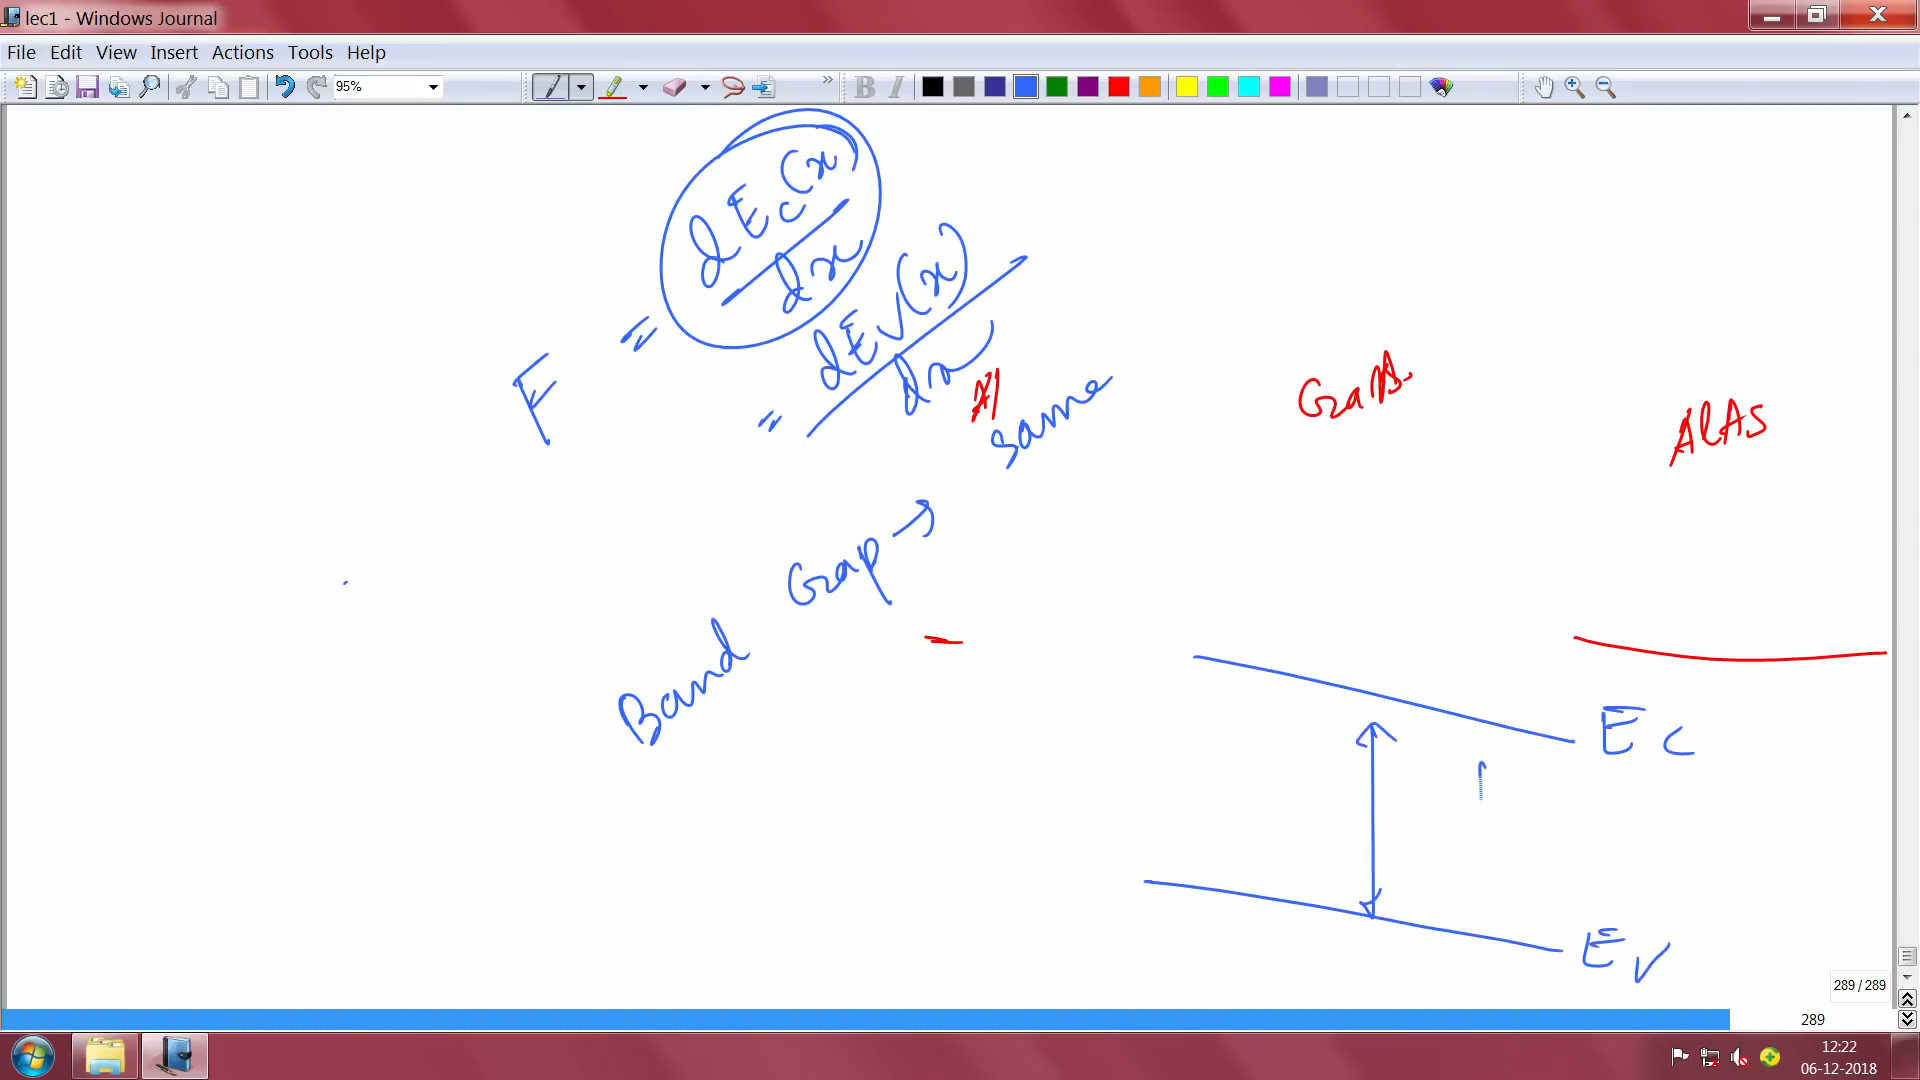 lec1 - Windows Journal
File Edit View Insert Actions Tools Help
95%
B I
F = dEc(x)/dx
= dEv(x)/dx
same
GaAs
AlAs
Band Gap →
Ec
Ev
289 / 289
289
12:22
06-12-2018